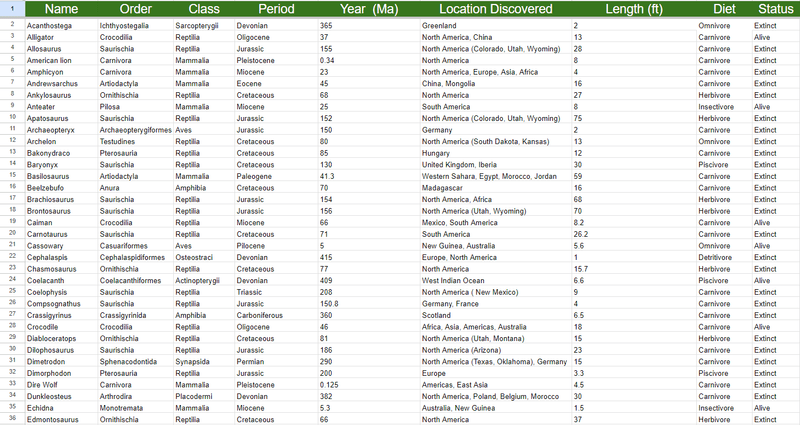 1 Name Order Class Period Year (Ma) Location Discovered Length (ft) Diet Status
2 Acanthostega Ichthyostegalia Sarcopterygii Devonian 365 Greenland 2 Omnivore Extinct
3 Alligator Crocodilia Reptilia Oligocene 37 North America, China 13 Carnivore Alive
4 Allosaurus Saurischia Reptilia Jurassic 155 North America (Colorado, Utah, Wyoming) 28 Carnivore Extinct
5 American lion Carnivora Mammalia Pleistocene 0.34 North America 8 Carnivore Extinct
6 Amphicyon Carnivora Mammalia Miocene 23 North America, Europe, Asia, Africa 4 Carnivore Extinct
7 Andrewsarchus Artiodactyla Mammalia Eocene 45 China, Mongolia 16 Carnivore Extinct
8 Ankylosaurus Ornithischia Reptilia Cretaceous 68 North America 27 Herbivore Extinct
9 Anteater Pilosa Mammalia Miocene 25 South America 8 Insectivore Alive
10 Apatosaurus Saurischia Reptilia Jurassic 152 North America (Colorado, Utah, Wyoming) 75 Herbivore Extinct
11 Archaeopteryx Archaeopterygiformes Aves Jurassic 150 Germany 2 Carnivore Extinct
12 Archelon Testudines Reptilia Cretaceous 80 North America (South Dakota, Kansas) 13 Omnivore Extinct
13 Bakonydraco Pterosauria Reptilia Cretaceous 85 Hungary 12 Carnivore Extinct
14 Baryonyx Saurischia Reptilia Cretaceous 130 United Kingdom, Iberia 30 Piscivore Extinct
15 Basilosaurus Artiodactyla Mammalia Paleogene 41.3 Western Sahara, Egypt, Morocco, Jordan 59 Carnivore Extinct
16 Beelzebufo Anura Amphibia Cretaceous 70 Madagascar 16 Carnivore Extinct
17 Brachiosaurus Saurischia Reptilia Jurassic 154 North America, Africa 68 Herbivore Extinct
18 Brontosaurus Saurischia Reptilia Jurassic 156 North America (Utah, Wyoming) 70 Herbivore Extinct
19 Caiman Crocodilia Reptilia Miocene 66 Mexico, South America 8.2 Carnivore Alive
20 Carnotaurus Saurischia Reptilia Cretaceous 71 South America 26.2 Carnivore Extinct
21 Cassowary Casuariiformes Aves Pilocene 5 New Guinea, Australia 5.6 Omnivore Alive
22 Cephalaspis Cephalaspidiformes Osteostraci Devonian 415 Europe, North America 1 Detritivore Extinct
23 Chasmosaurus Ornithischia Reptilia Cretaceous 77 North America 15.7 Herbivore Extinct
24 Coelacanth Coelacanthiformes Actinopterygii Devonian 409 West Indian Ocean 6.6 Piscivore Alive
25 Coelophysis Saurischia Reptilia Triassic 208 North America ( New Mexico) 9 Carnivore Extinct
26 Compsognathus Saurischia Reptilia Jurassic 150.8 Germany, France 4 Carnivore Extinct
27 Crassigyrinus Crassigyrinida Amphibia Carboniferous 360 Scotland 6.5 Carnivore Extinct
28 Crocodile Crocodilia Reptilia Oligocene 46 Africa, Asia, Americas, Australia 18 Carnivore Alive
29 Diabloceratops Ornithischia Reptilia Cretaceous 81 North America (Utah, Montana) 15 Herbivore Extinct
30 Dilophosaurus Saurischia Reptilia Jurassic 186 North America (Arizona) 23 Carnivore Extinct
31 Dimetrodon Sphenacodontida Synapsida Permian 290 North America (Texas, Oklahoma), Germany 15 Carnivore Extinct
32 Dimorphodon Pterosauria Reptilia Jurassic 200 Europe 3.3 Piscivore Extinct
33 Dire Wolf Carnivora Mammalia Pleistocene 0.125 Americas, East Asia 4.5 Carnivore Extinct
34 Dunkleosteus Arthrodira Placodermi Devonian 382 North America, Poland, Belgium, Morocco 30 Carnivore Extinct
35 Echidna Monotremata Mammalia Miocene 5.3 Australia, New Guinea 1.5 Insectivore Alive
36 Edmontosaurus Ornithischia Reptilia Cretaceous 66 North America 37 Herbivore Extinct